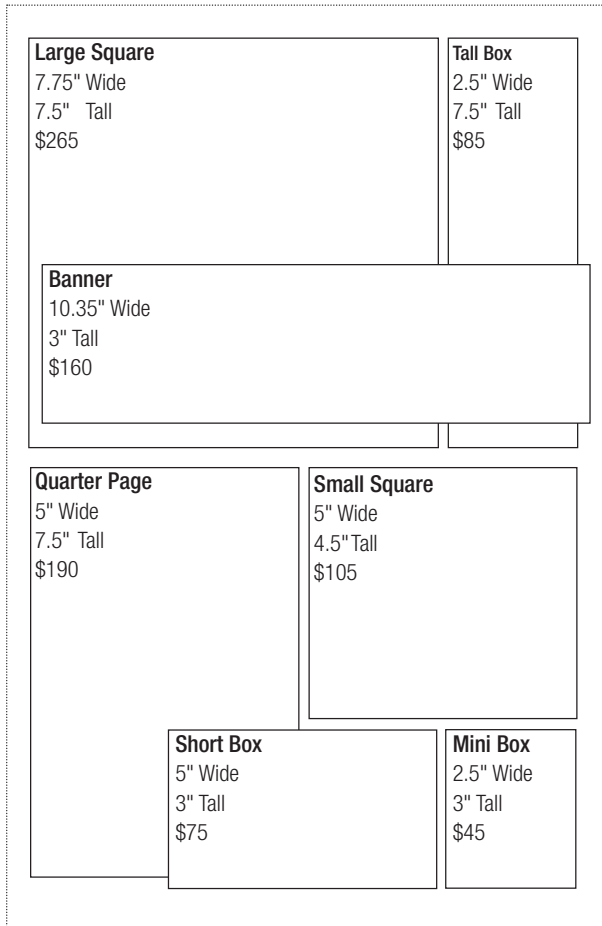 Large Square
7.75" Wide
7.5" Tall
$265
Tall Box
2.5" Wide
7.5" Tall
$85
Banner
10.35" Wide
3" Tall
$160
Quarter Page
5" Wide
7.5" Tall
$190
Small Square
5" Wide
4.5"Tall
$105
Short Box
5" Wide
3" Tall
$75
Mini Box
2.5" Wide
3" Tall
$45